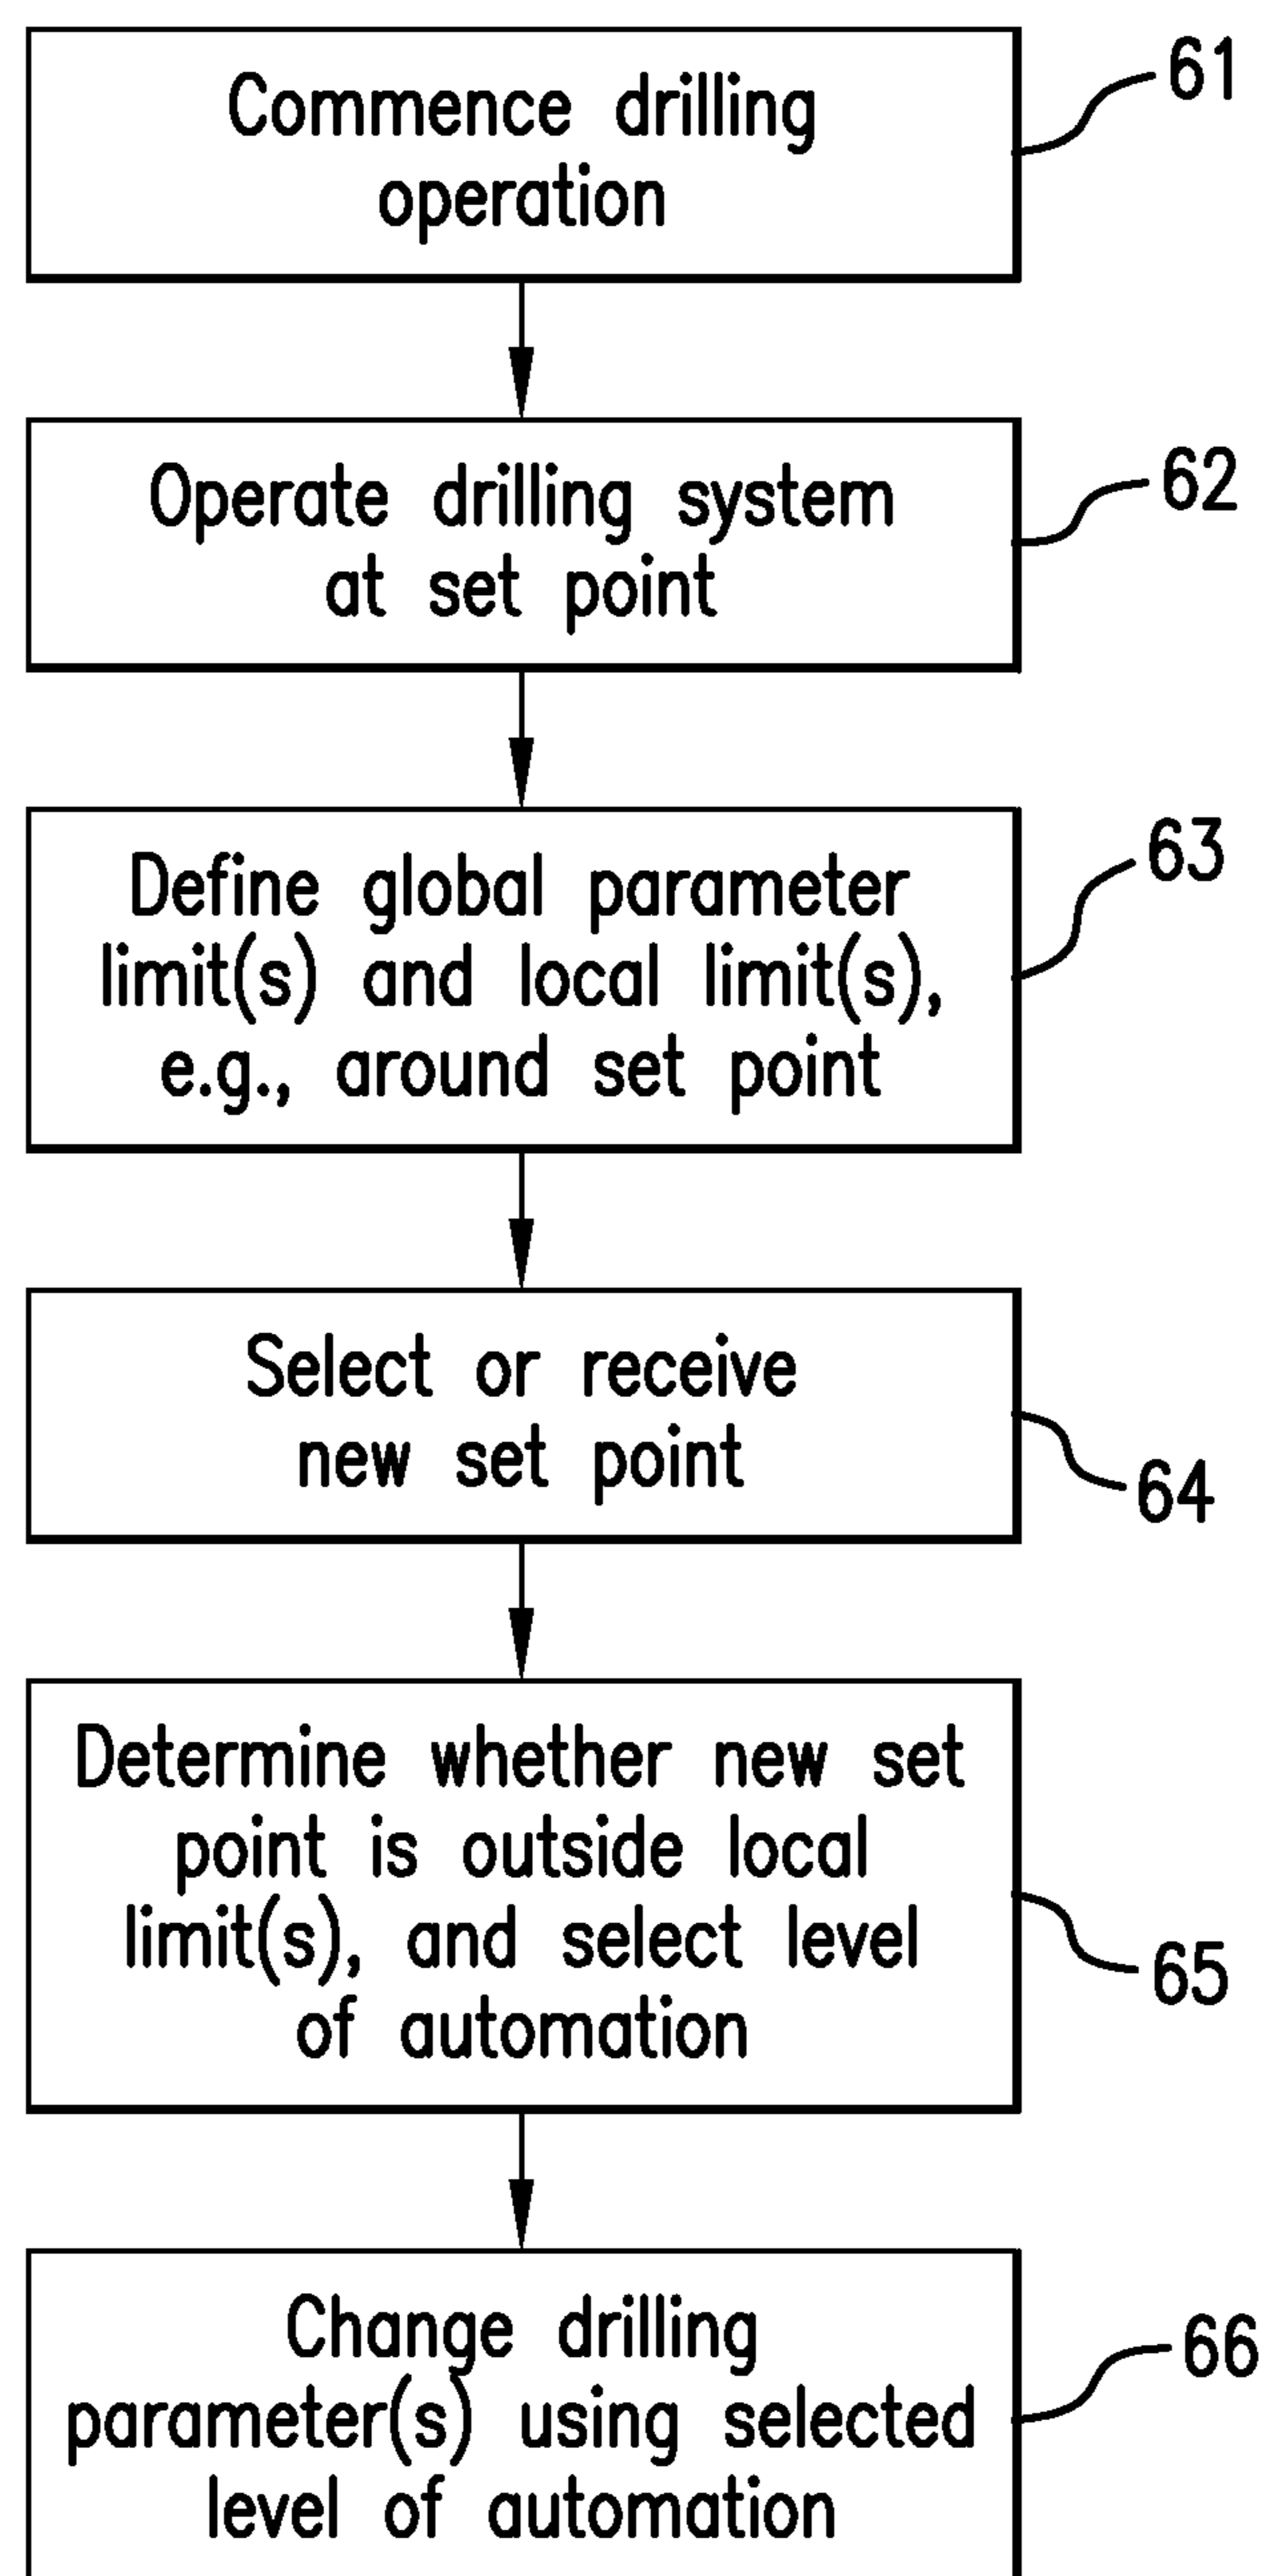 Commence drilling
operation
61
Operate drilling system
at set point
62
Define global parameter
limit(s) and local limit(s),
e.g., around set point
63
Select or receive
new set point
64
Determine whether new set
point is outside local
limit(s), and select level
of automation
65
Change drilling
parameter(s) using selected
level of automation
66